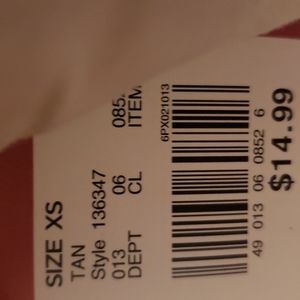 SIZE XS
TAN
Style 136347
013 06 085
DEPT CL ITEM
6PX021013
49 013 06 0852 6
$14.99